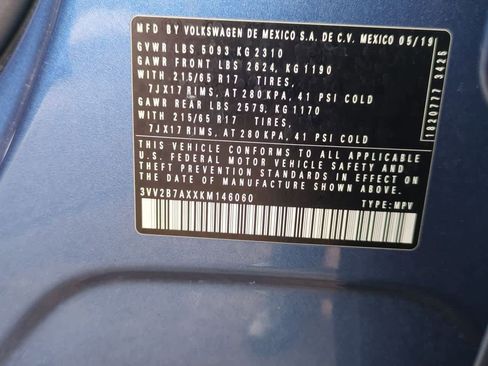 MFD BY VOLKSWAGEN DE MEXICO S.A. DE C.V. MEXICO 05/19
GVWR LBS 5093 KG 2310
GAWR FRONT LBS 2624, KG 1190
WITH 215/65 R17 TIRES,
7JX17 RIMS, AT 280 KPA, 41 PSI COLD
GAWR REAR LBS 2579, KG 1170
WITH 215/65 R17 TIRES,
7JX17 RIMS, AT 280 KPA, 41 PSI COLD
THIS VEHICLE CONFORMS TO ALL APPLICABLE
U.S. FEDERAL MOTOR VEHICLE SAFETY AND
THEFT PREVENTION STANDARDS IN EFFECT ON
THE DATE OF MANUFACTURE SHOWN ABOVE.
3VV2B7AXXKM146060
TYPE: MPV
1820777 3425